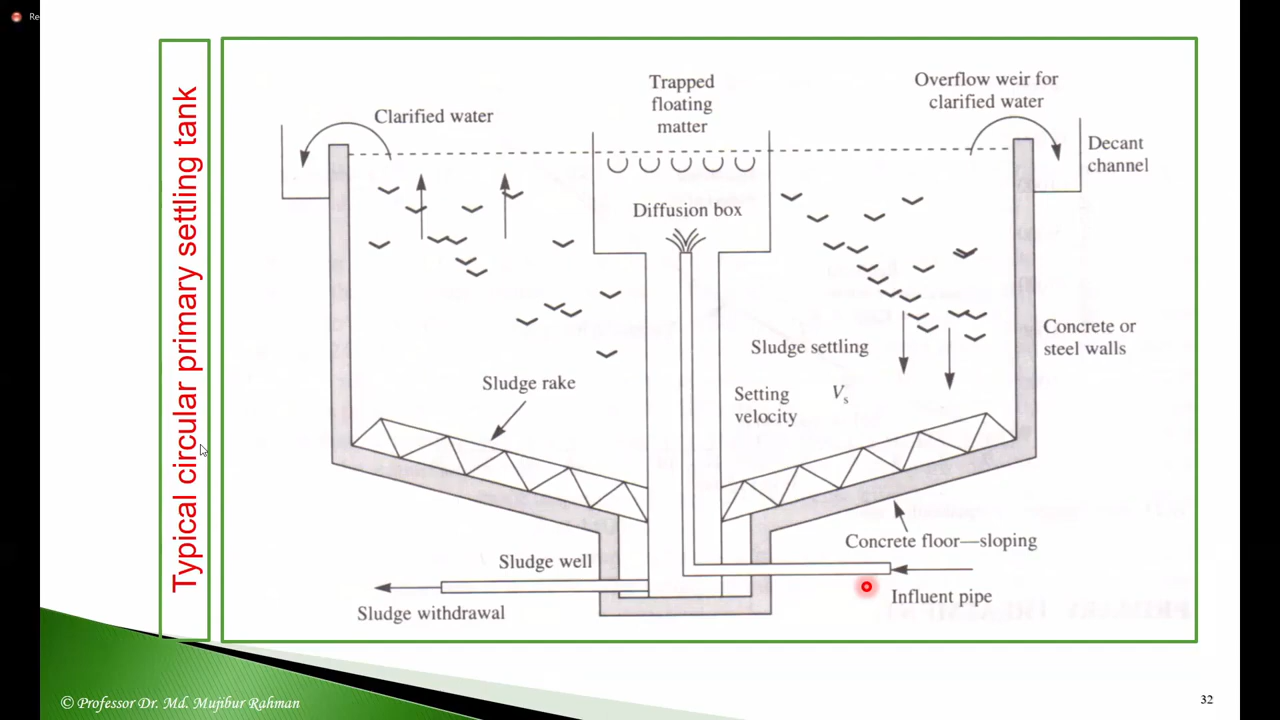 Re
Typical circular primary settling tank
Trapped
floating
matter
Overflow weir for
clarified water
Clarified water
Decant
channel
Diffusion box
Concrete or
steel walls
Sludge settling
Sludge rake
Setting
velocity
Vs
Concrete floor—sloping
Sludge well
Influent pipe
Sludge withdrawal
© Professor Dr. Md. Mujibur Rahman
32